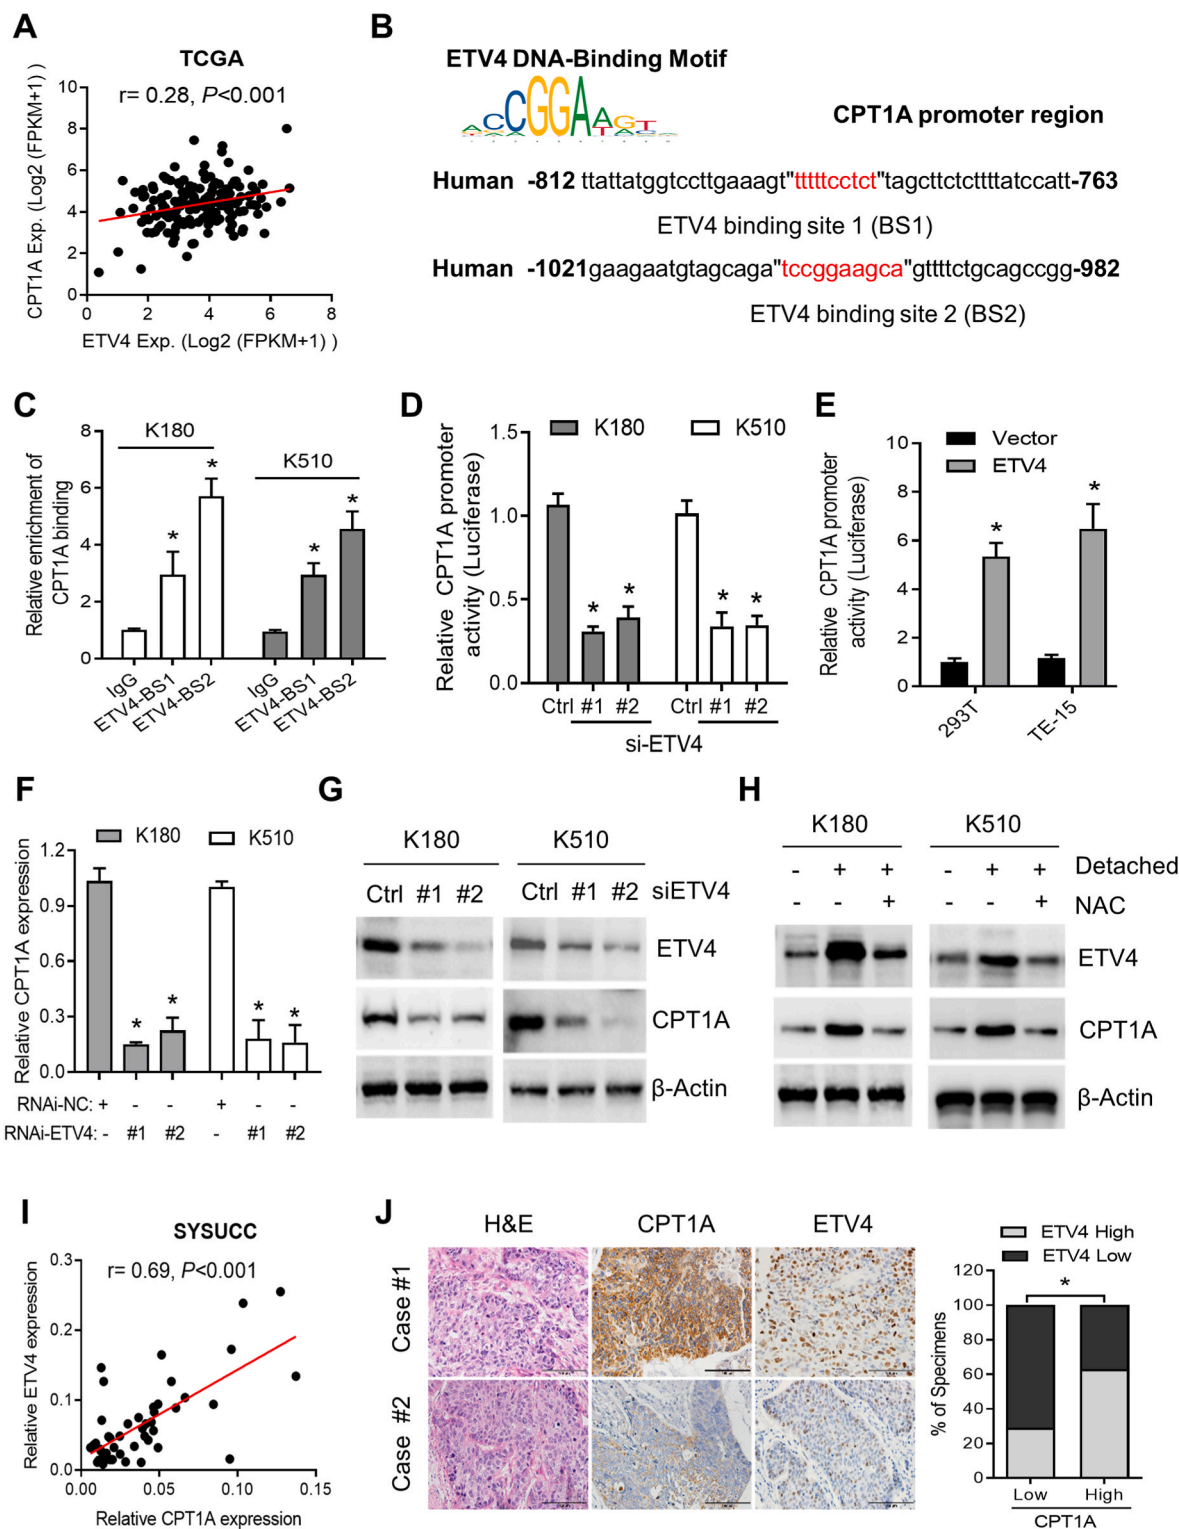 A
TCGA
r= 0.28, P<0.001
CPT1A Exp. (Log2 (FPKM+1) )
10
8
6
4
2
0
0 2 4 6 8
ETV4 Exp. (Log2 (FPKM+1) )
B
ETV4 DNA-Binding Motif
CPT1A promoter region
Human -812 ttattatggtccttgaaagt"tttttcctct"tagcttctcttttatccatt-763
ETV4 binding site 1 (BS1)
Human -1021gaagaatgtagcaga"tccggaagca"gttttctgcagccgg-982
ETV4 binding site 2 (BS2)
C
Relative enrichment of
CPT1A binding
8
6
4
2
0
K180
K510
* * * *
IgG
ETV4-BS1
ETV4-BS2
IgG
ETV4-BS1
ETV4-BS2
D
K180 K510
Relative CPT1A promoter
activity (Luciferase)
1.5
1.0
0.5
0.0
* * * *
Ctrl #1 #2 Ctrl #1 #2
si-ETV4
E
Vector
ETV4
Relative CPT1A promoter
activity (Luciferase)
10
8
6
4
2
0
* *
293T
TE-15
F
K180 K510
Relative CPT1A expression
1.2
0.9
0.6
0.3
0.0
* * * *
RNAi-NC: + - - + - -
RNAi-ETV4: - #1 #2 - #1 #2
G
K180 K510
Ctrl #1 #2 Ctrl #1 #2 siETV4
ETV4
CPT1A
β-Actin
H
K180 K510
- + + - + + Detached
- - + - - + NAC
ETV4
CPT1A
β-Actin
I
SYSUCC
r= 0.69, P<0.001
Relative ETV4 expression
0.3
0.2
0.1
0.0
0.00 0.05 0.10 0.15
Relative CPT1A expression
J
H&E CPT1A ETV4
Case #1
Case #2
ETV4 High
ETV4 Low
% of Specimens
120
100
80
60
40
20
0
*
Low High
CPT1A